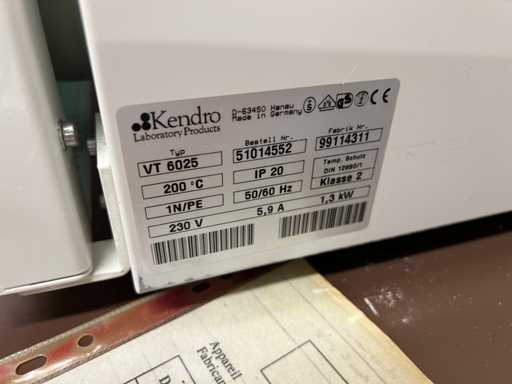 Kendro
Laboratory Products
D-63450 Hanau
Made in Germany
GS
CE
Typ
VT 6025
Bestell Nr.
51014552
Fabrik Nr.
99114311
200 °C
IP 20
Temp. Schutz
DIN 12880/1
Klasse 2
1N/PE
50/60 Hz
230 V
5,9 A
1,3 kW
Appareil
Fabrican